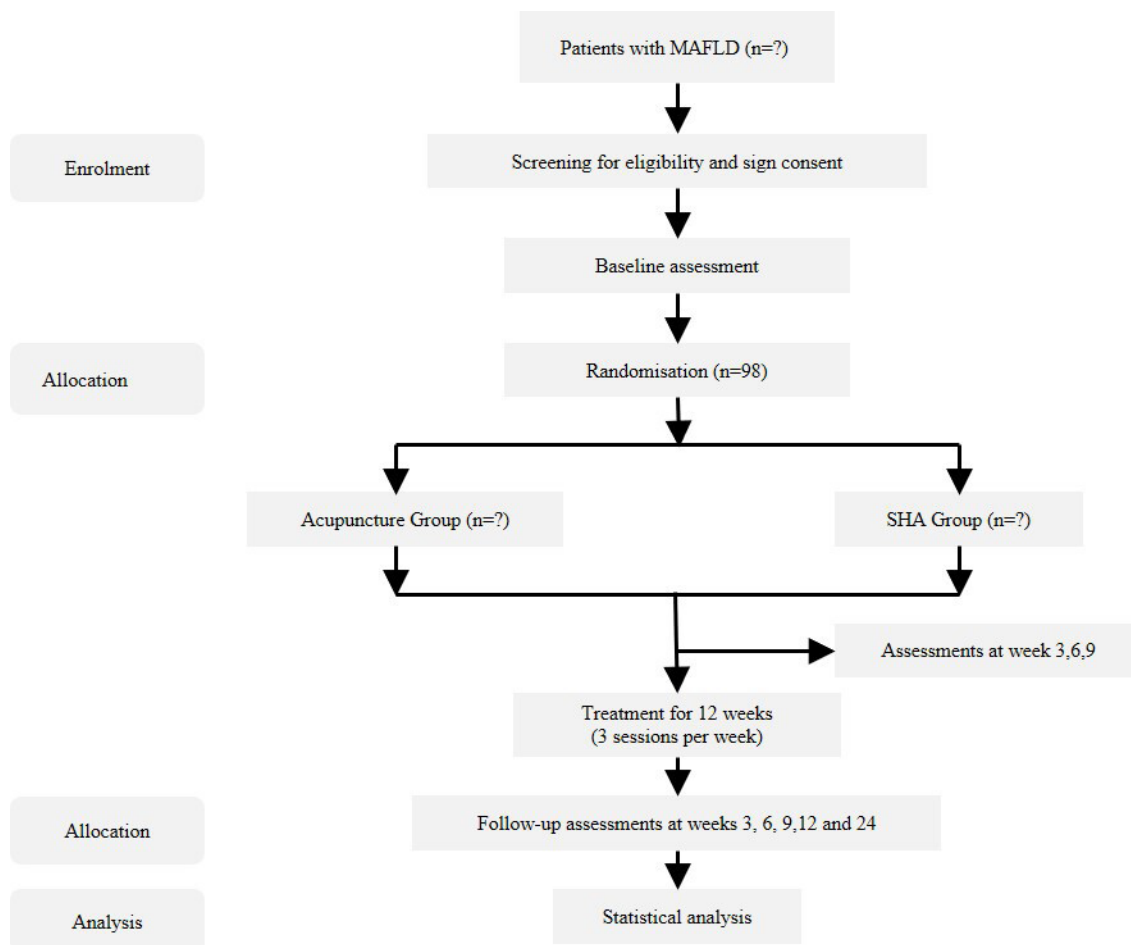 Patients with MAFLD (n=?)
Enrolment
Screening for eligibility and sign consent
Baseline assessment
Allocation
Randomisation (n=98)
Acupuncture Group (n=?)
SHA Group (n=?)
Assessments at week 3,6,9
Treatment for 12 weeks
(3 sessions per week)
Allocation
Follow-up assessments at weeks 3, 6, 9,12 and 24
Analysis
Statistical analysis